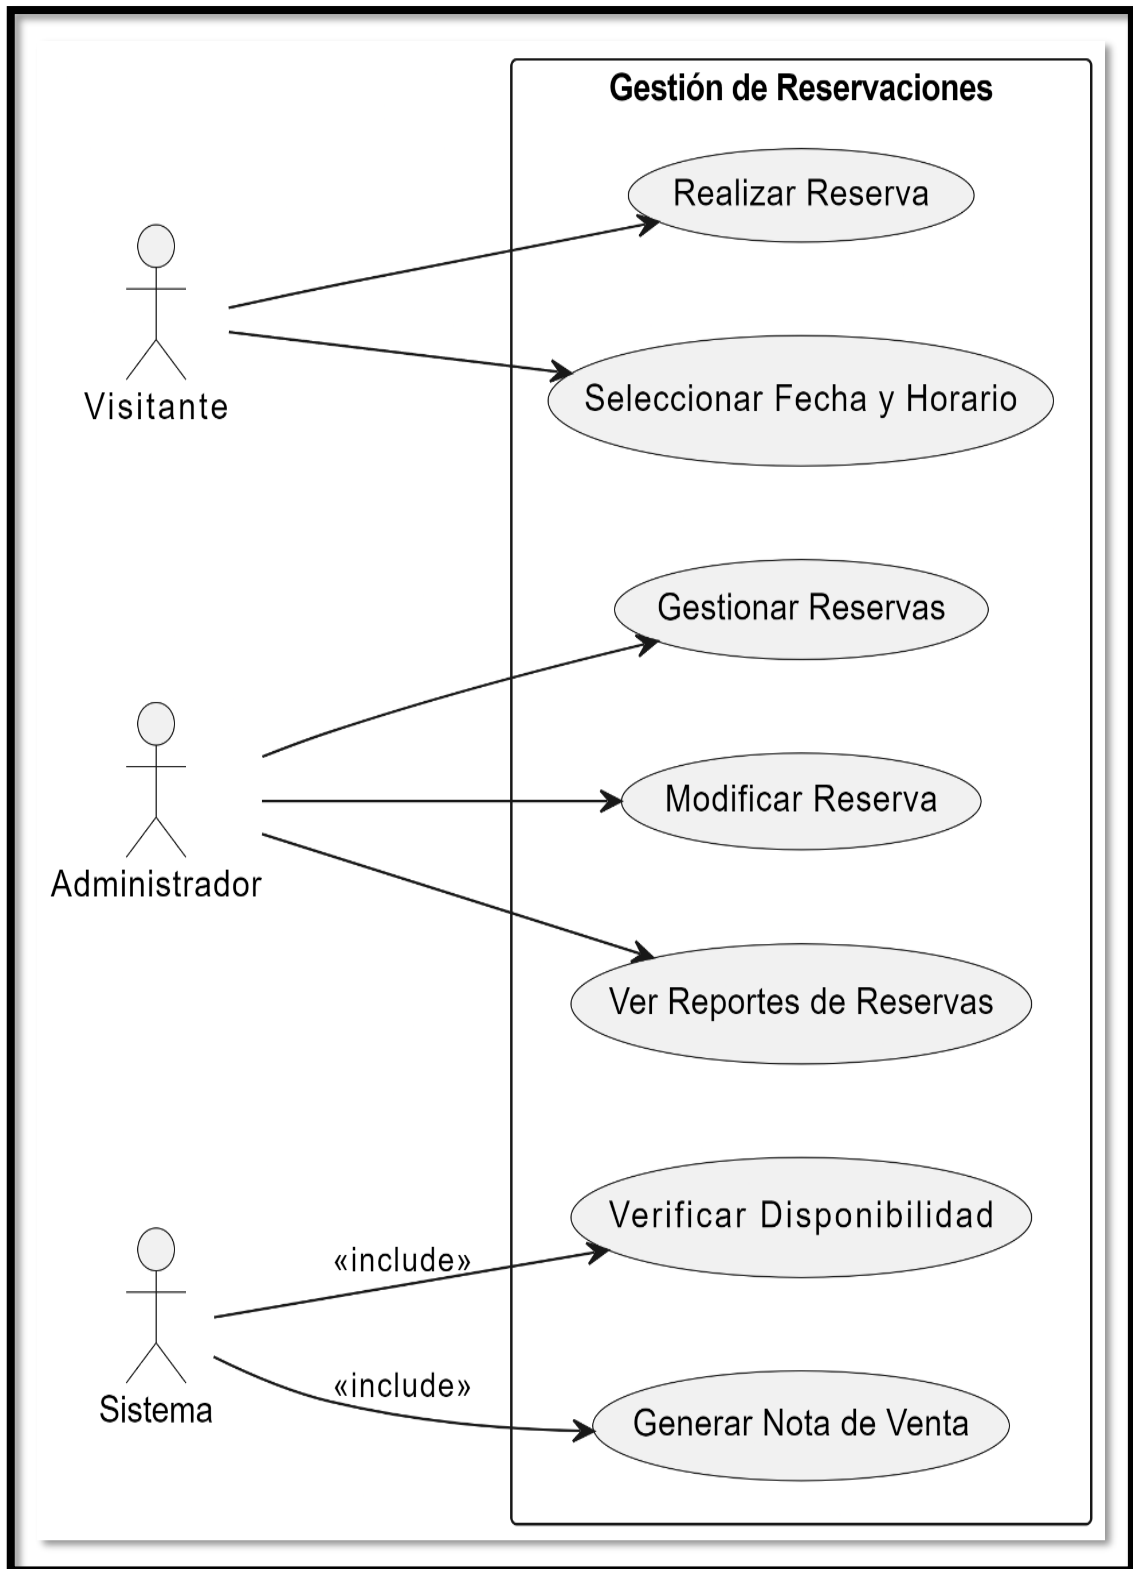 Gestión de Reservaciones
Realizar Reserva
Visitante
Seleccionar Fecha y Horario
Gestionar Reservas
Modificar Reserva
Administrador
Ver Reportes de Reservas
Verificar Disponibilidad
«include»
«include»
Sistema
Generar Nota de Venta